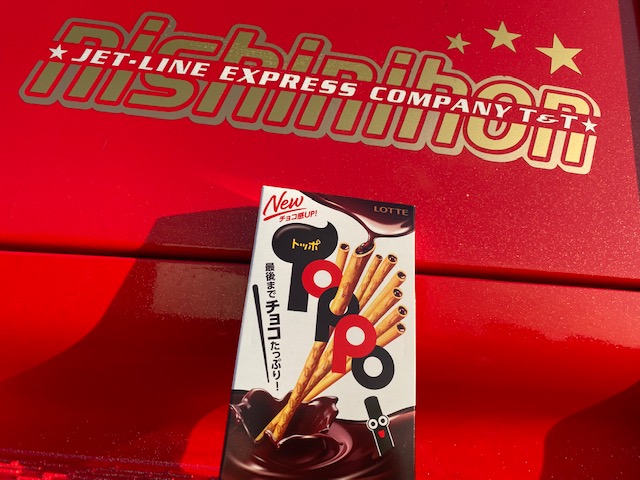 nishinihon
★ JET-LINE EXPRESS COMPANY T&T ★
New
チョコ感UP!
LOTTE
トッポ
Toppo
最後まで
チョコ
たっぷり!